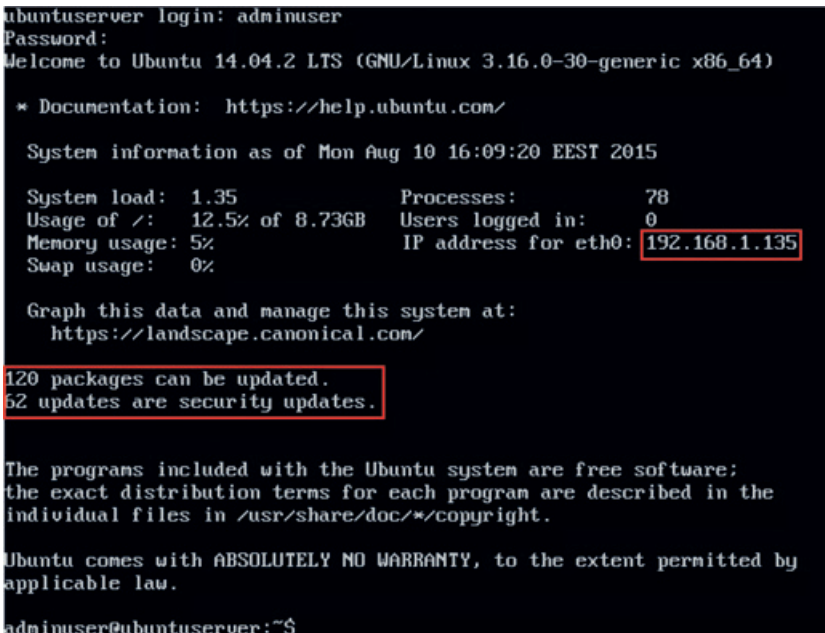 ubuntuserver login: adminuser
Password:
Welcome to Ubuntu 14.04.2 LTS (GNU/Linux 3.16.0-30-generic x86_64)
* Documentation: https://help.ubuntu.com/
System information as of Mon Aug 10 16:09:20 EEST 2015
System load: 1.35 Processes: 78
Usage of /: 12.5% of 8.73GB Users logged in: 0
Memory usage: 5% IP address for eth0: 192.168.1.135
Swap usage: 0%
Graph this data and manage this system at:
https://landscape.canonical.com/
120 packages can be updated.
62 updates are security updates.
The programs included with the Ubuntu system are free software;
the exact distribution terms for each program are described in the
individual files in /usr/share/doc/*/copyright.
Ubuntu comes with ABSOLUTELY NO WARRANTY, to the extent permitted by
applicable law.
adminuser@ubuntuserver:~$